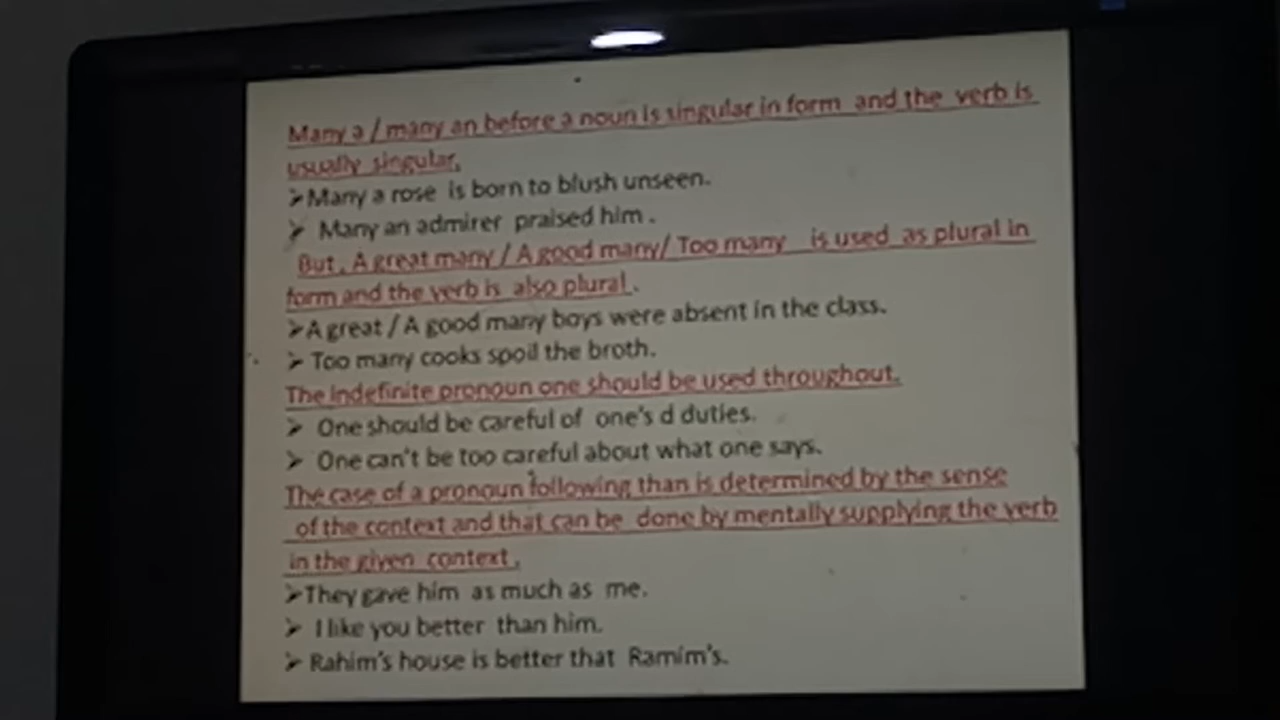 Many a / many an before a noun is singular in form and the verb is
usually singular.
➢Many a rose is born to blush unseen.
➢ Many an admirer praised him .
But , A great many / A good many/ Too many is used as plural in
form and the verb is also plural .
➢A great / A good many boys were absent in the class.
➢ Too many cooks spoil the broth.
The indefinite pronoun one should be used throughout.
➢ One should be careful of one's d duties.
➢ One can't be too careful about what one says.
The case of a pronoun following than is determined by the sense
of the context and that can be done by mentally supplying the verb
in the given context .
➢They gave him as much as me.
➢ I like you better than him.
➢ Rahim's house is better that Ramim's.